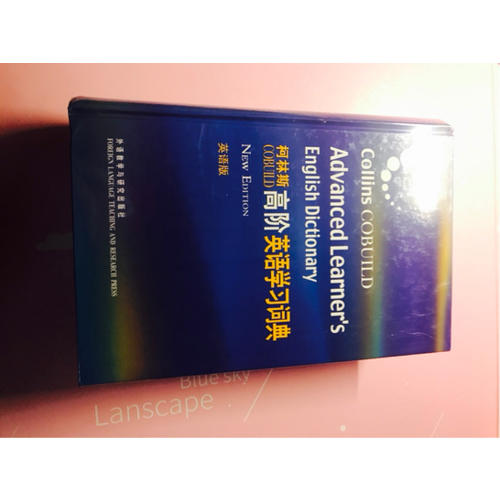 Collins COBUILD
Advanced Learner's
English Dictionary
柯林斯
COBUILD
高阶英语学习词典
NEW EDITION
英语版
外语教学与研究出版社
FOREIGN LANGUAGE TEACHING AND RESEARCH PRESS
Blue sky
Lanscape